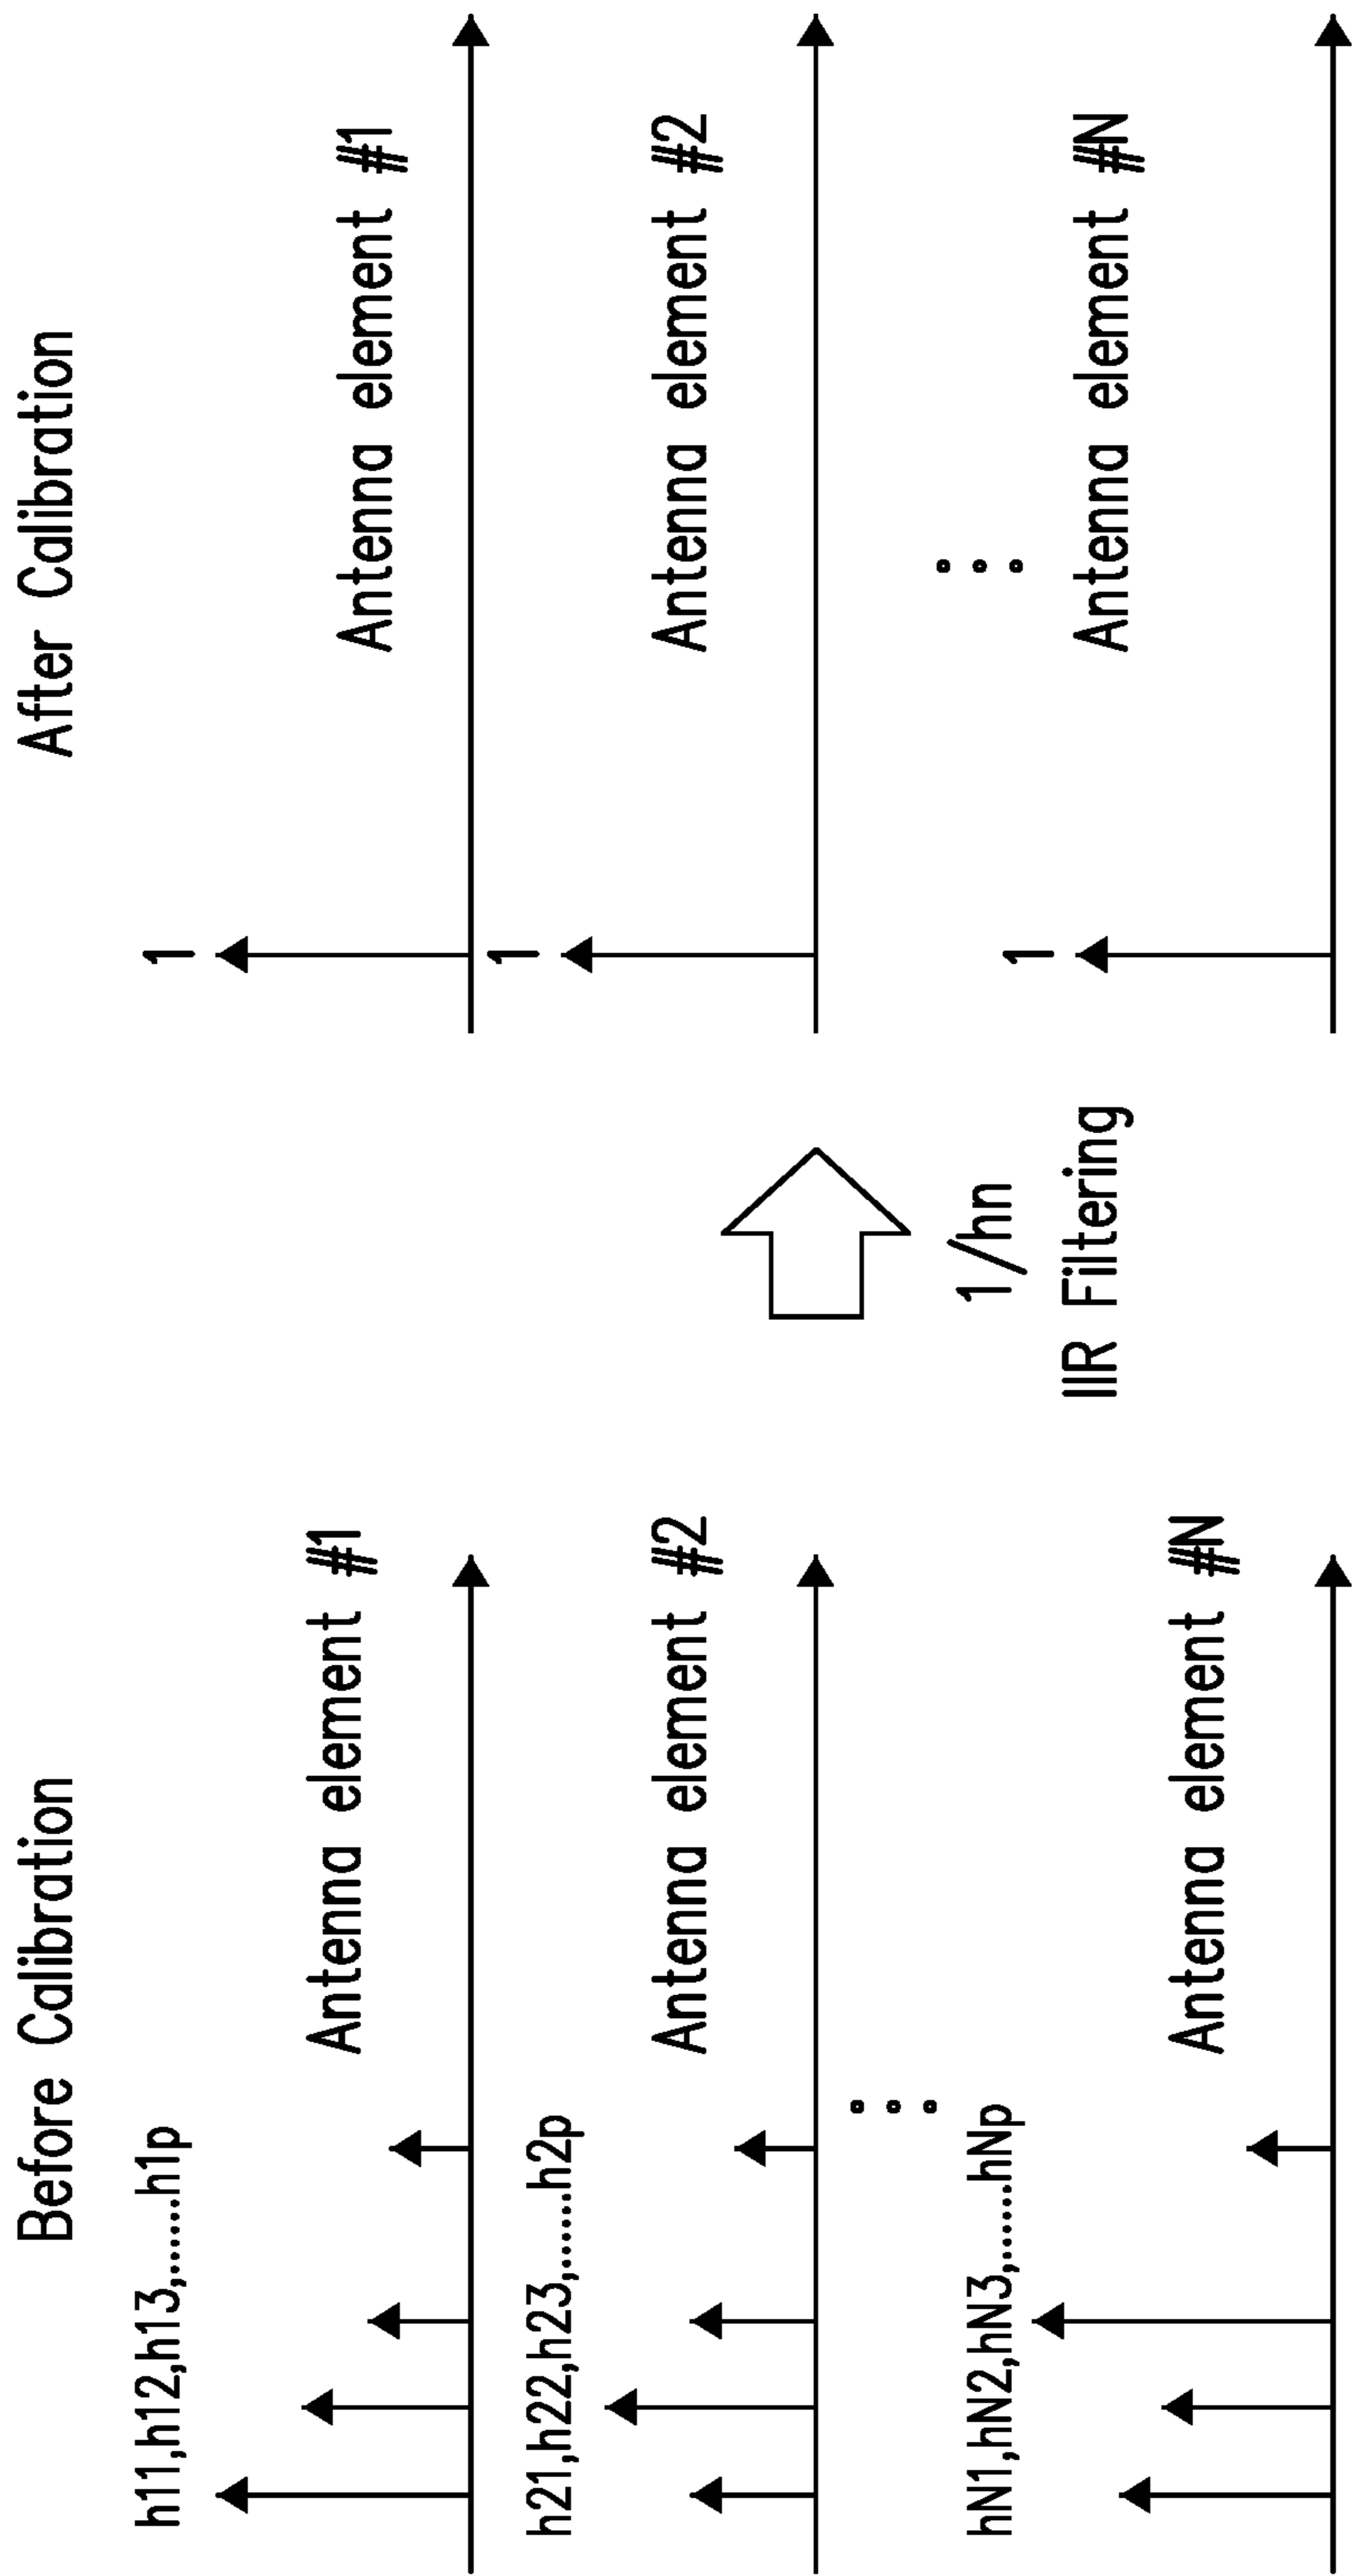 Before Calibration
h11,h12,h13,......h1p
Antenna element #1
h21,h22,h23,......h2p
Antenna element #2
hN1,hN2,hN3,......hNp
Antenna element #N
1/hn
IIR Filtering
After Calibration
1
Antenna element #1
1
Antenna element #2
1
Antenna element #N